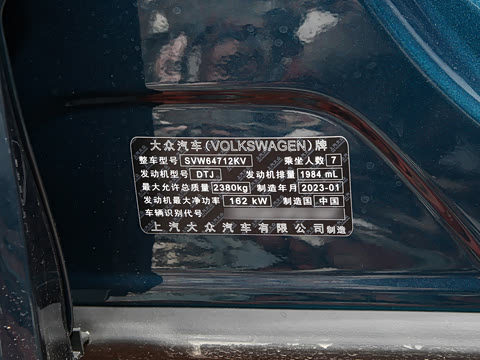 大众汽车(VOLKSWAGEN)牌
整车型号 SVW64712KV 乘坐人数 7
发动机型号 DTJ 发动机排量 1984 mL
最大允许总质量 2380kg 制造年月 2023-01
发动机最大净功率 162 kW 制造国 中国
车辆识别代号
上汽大众汽车有限公司制造